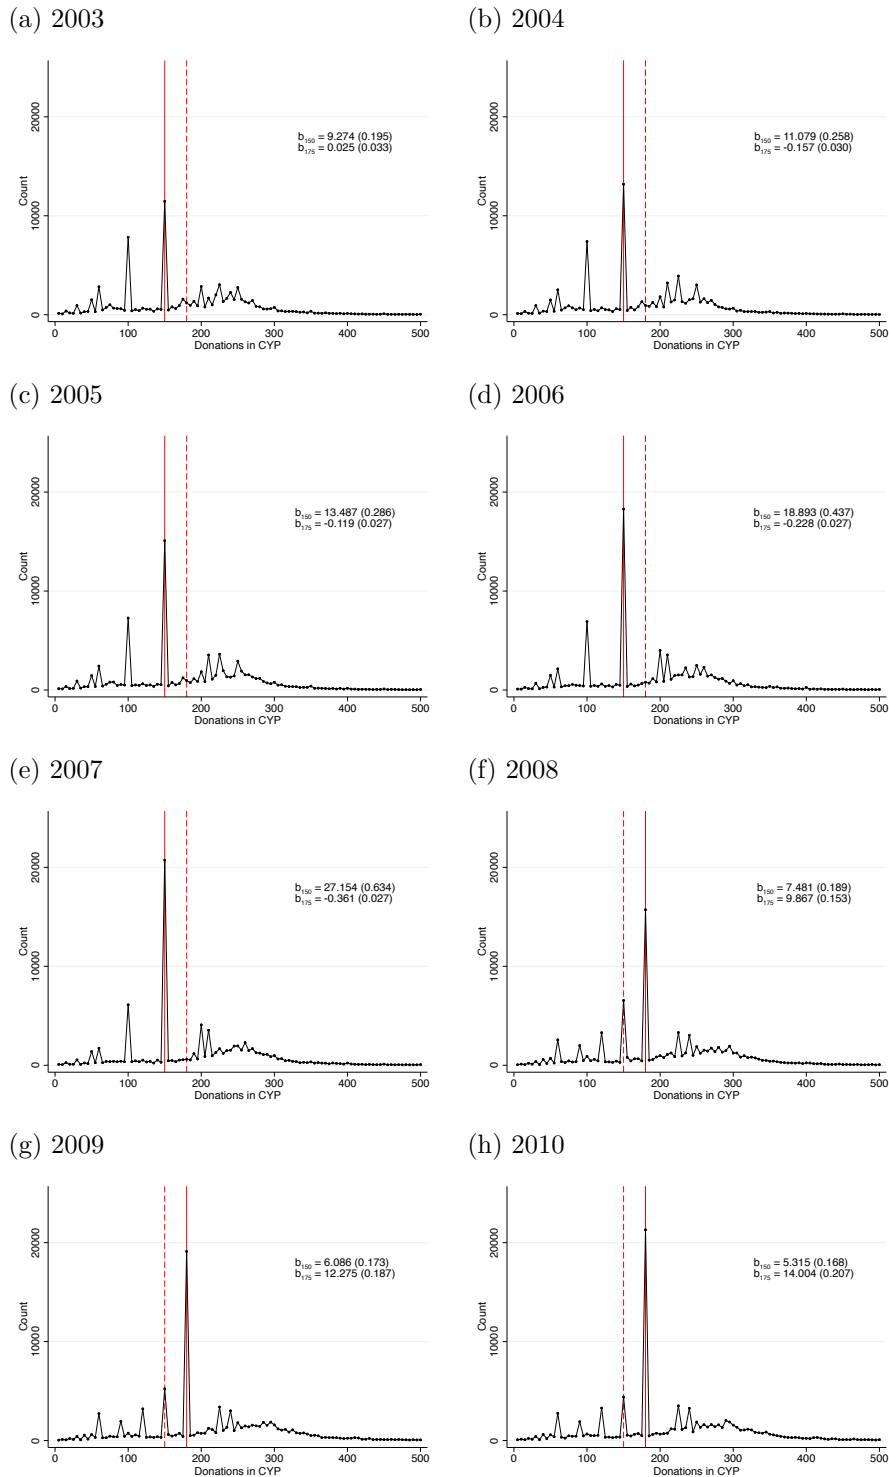 (a) 2003
20000
10000
0
Count
b150 = 9.274 (0.195)
b175 = 0.025 (0.033)
0 100 200 300 400 500
Donations in CYP
(b) 2004
20000
10000
0
Count
b150 = 11.079 (0.258)
b175 = -0.157 (0.030)
0 100 200 300 400 500
Donations in CYP
(c) 2005
20000
10000
0
Count
b150 = 13.487 (0.286)
b175 = -0.119 (0.027)
0 100 200 300 400 500
Donations in CYP
(d) 2006
20000
10000
0
Count
b150 = 18.893 (0.437)
b175 = -0.228 (0.027)
0 100 200 300 400 500
Donations in CYP
(e) 2007
20000
10000
0
Count
b150 = 27.154 (0.634)
b175 = -0.361 (0.027)
0 100 200 300 400 500
Donations in CYP
(f) 2008
20000
10000
0
Count
b150 = 7.481 (0.189)
b175 = 9.867 (0.153)
0 100 200 300 400 500
Donations in CYP
(g) 2009
20000
10000
0
Count
b150 = 6.086 (0.173)
b175 = 12.275 (0.187)
0 100 200 300 400 500
Donations in CYP
(h) 2010
20000
10000
0
Count
b150 = 5.315 (0.168)
b175 = 14.004 (0.207)
0 100 200 300 400 500
Donations in CYP